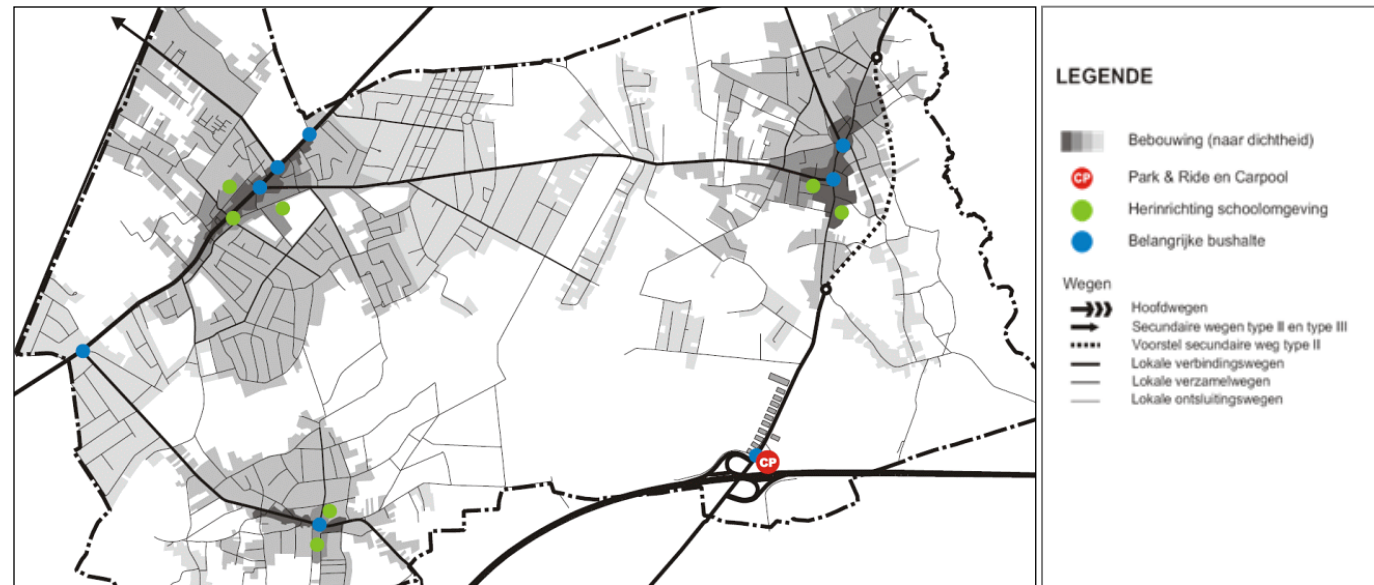 CP
LEGENDE
Bebouwing (naar dichtheid)
CP Park & Ride en Carpool
Herinrichting schoolomgeving
Belangrijke bushalte
Wegen
Hoofdwegen
Secundaire wegen type II en type III
Voorstel secundaire weg type II
Lokale verbindingswegen
Lokale verzamelwegen
Lokale ontsluitingswegen